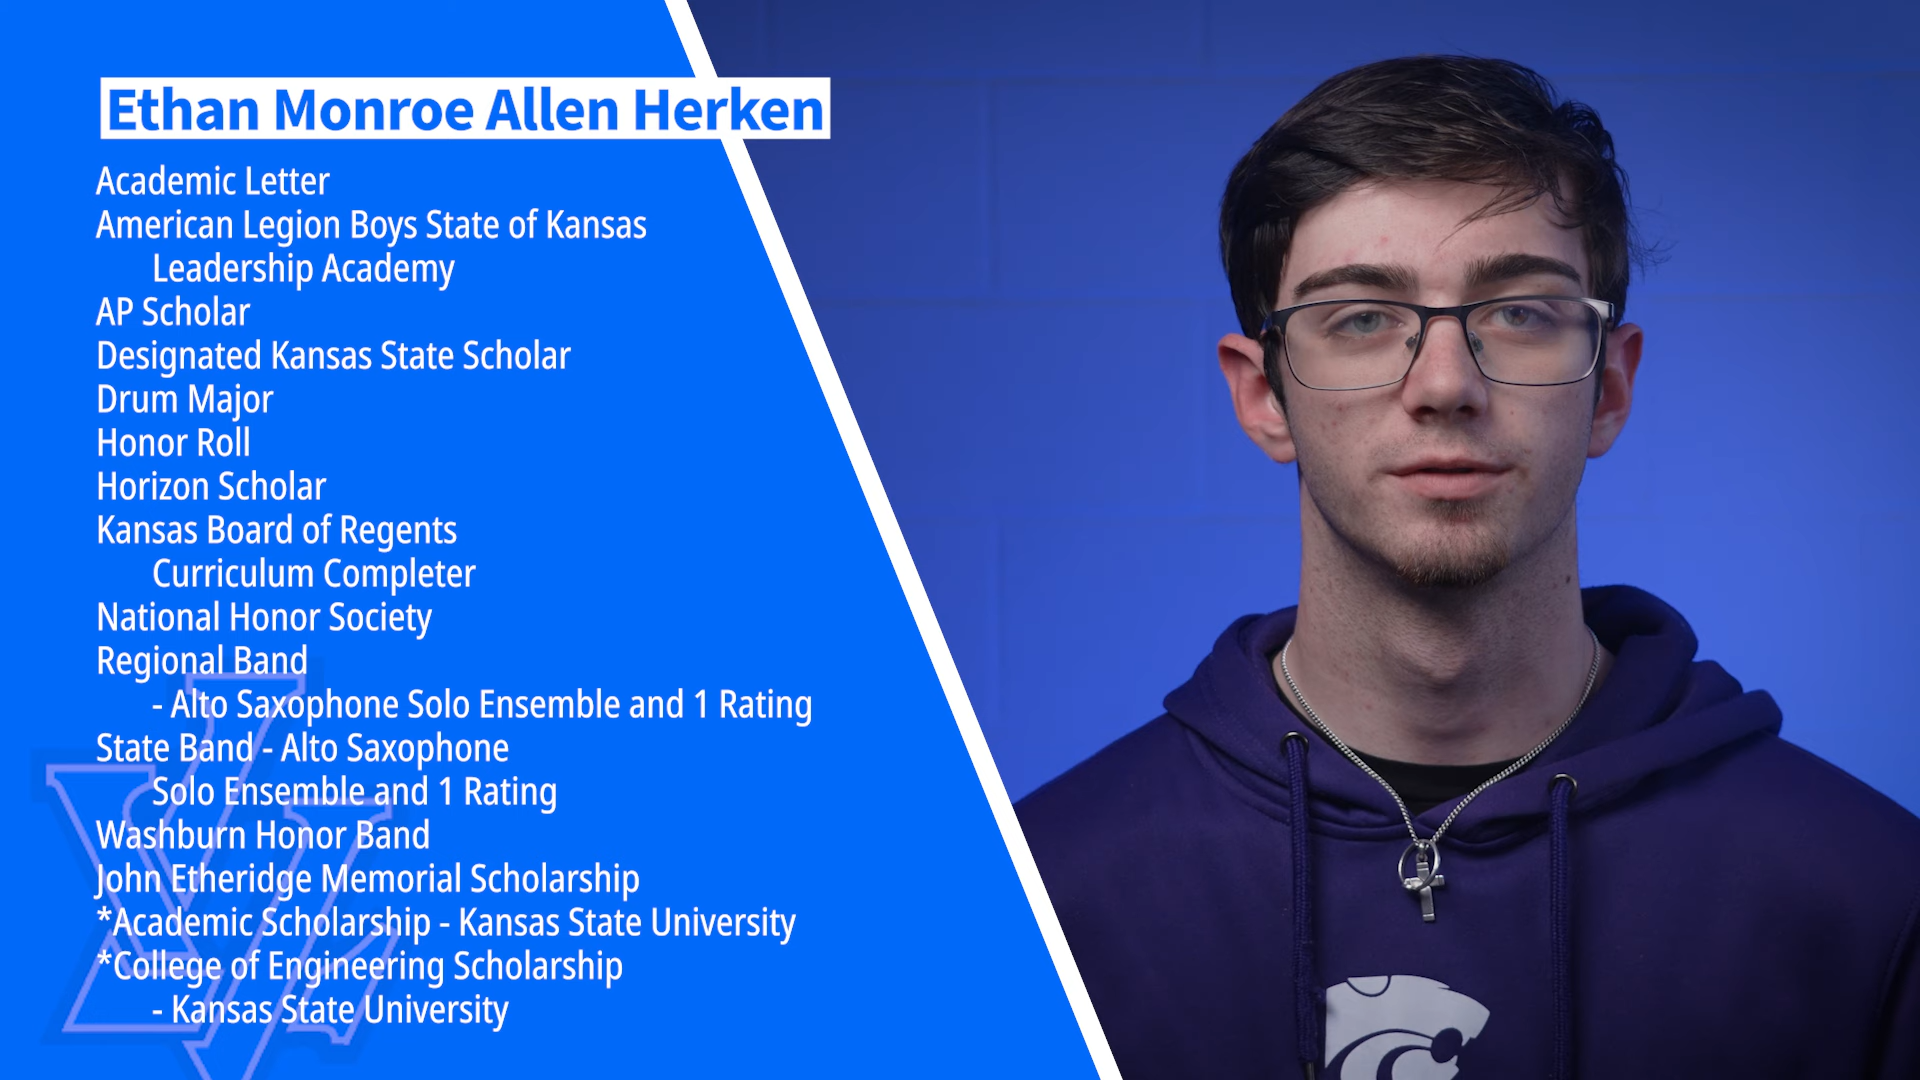 Ethan Monroe Allen Herken
Academic Letter
American Legion Boys State of Kansas
Leadership Academy
AP Scholar
Designated Kansas State Scholar
Drum Major
Honor Roll
Horizon Scholar
Kansas Board of Regents
Curriculum Completer
National Honor Society
Regional Band
- Alto Saxophone Solo Ensemble and 1 Rating
State Band - Alto Saxophone
Solo Ensemble and 1 Rating
Washburn Honor Band
John Etheridge Memorial Scholarship
*Academic Scholarship - Kansas State University
*College of Engineering Scholarship
- Kansas State University